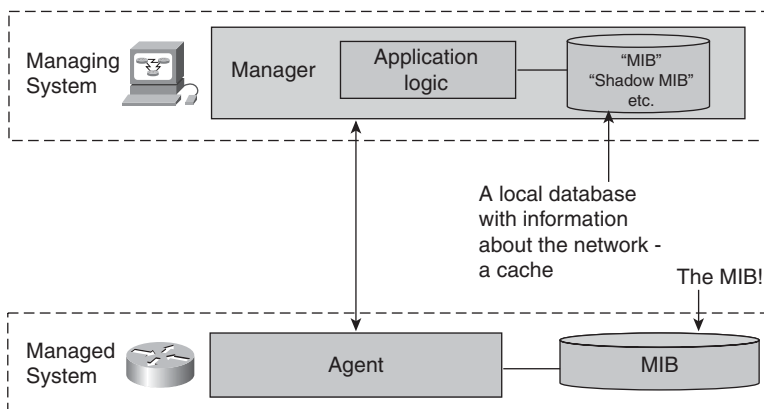 Managing
System
Manager
Application
logic
“MIB”
“Shadow MIB”
etc.
A local database
with information
about the network -
a cache
The MIB!
Managed
System
Agent
MIB